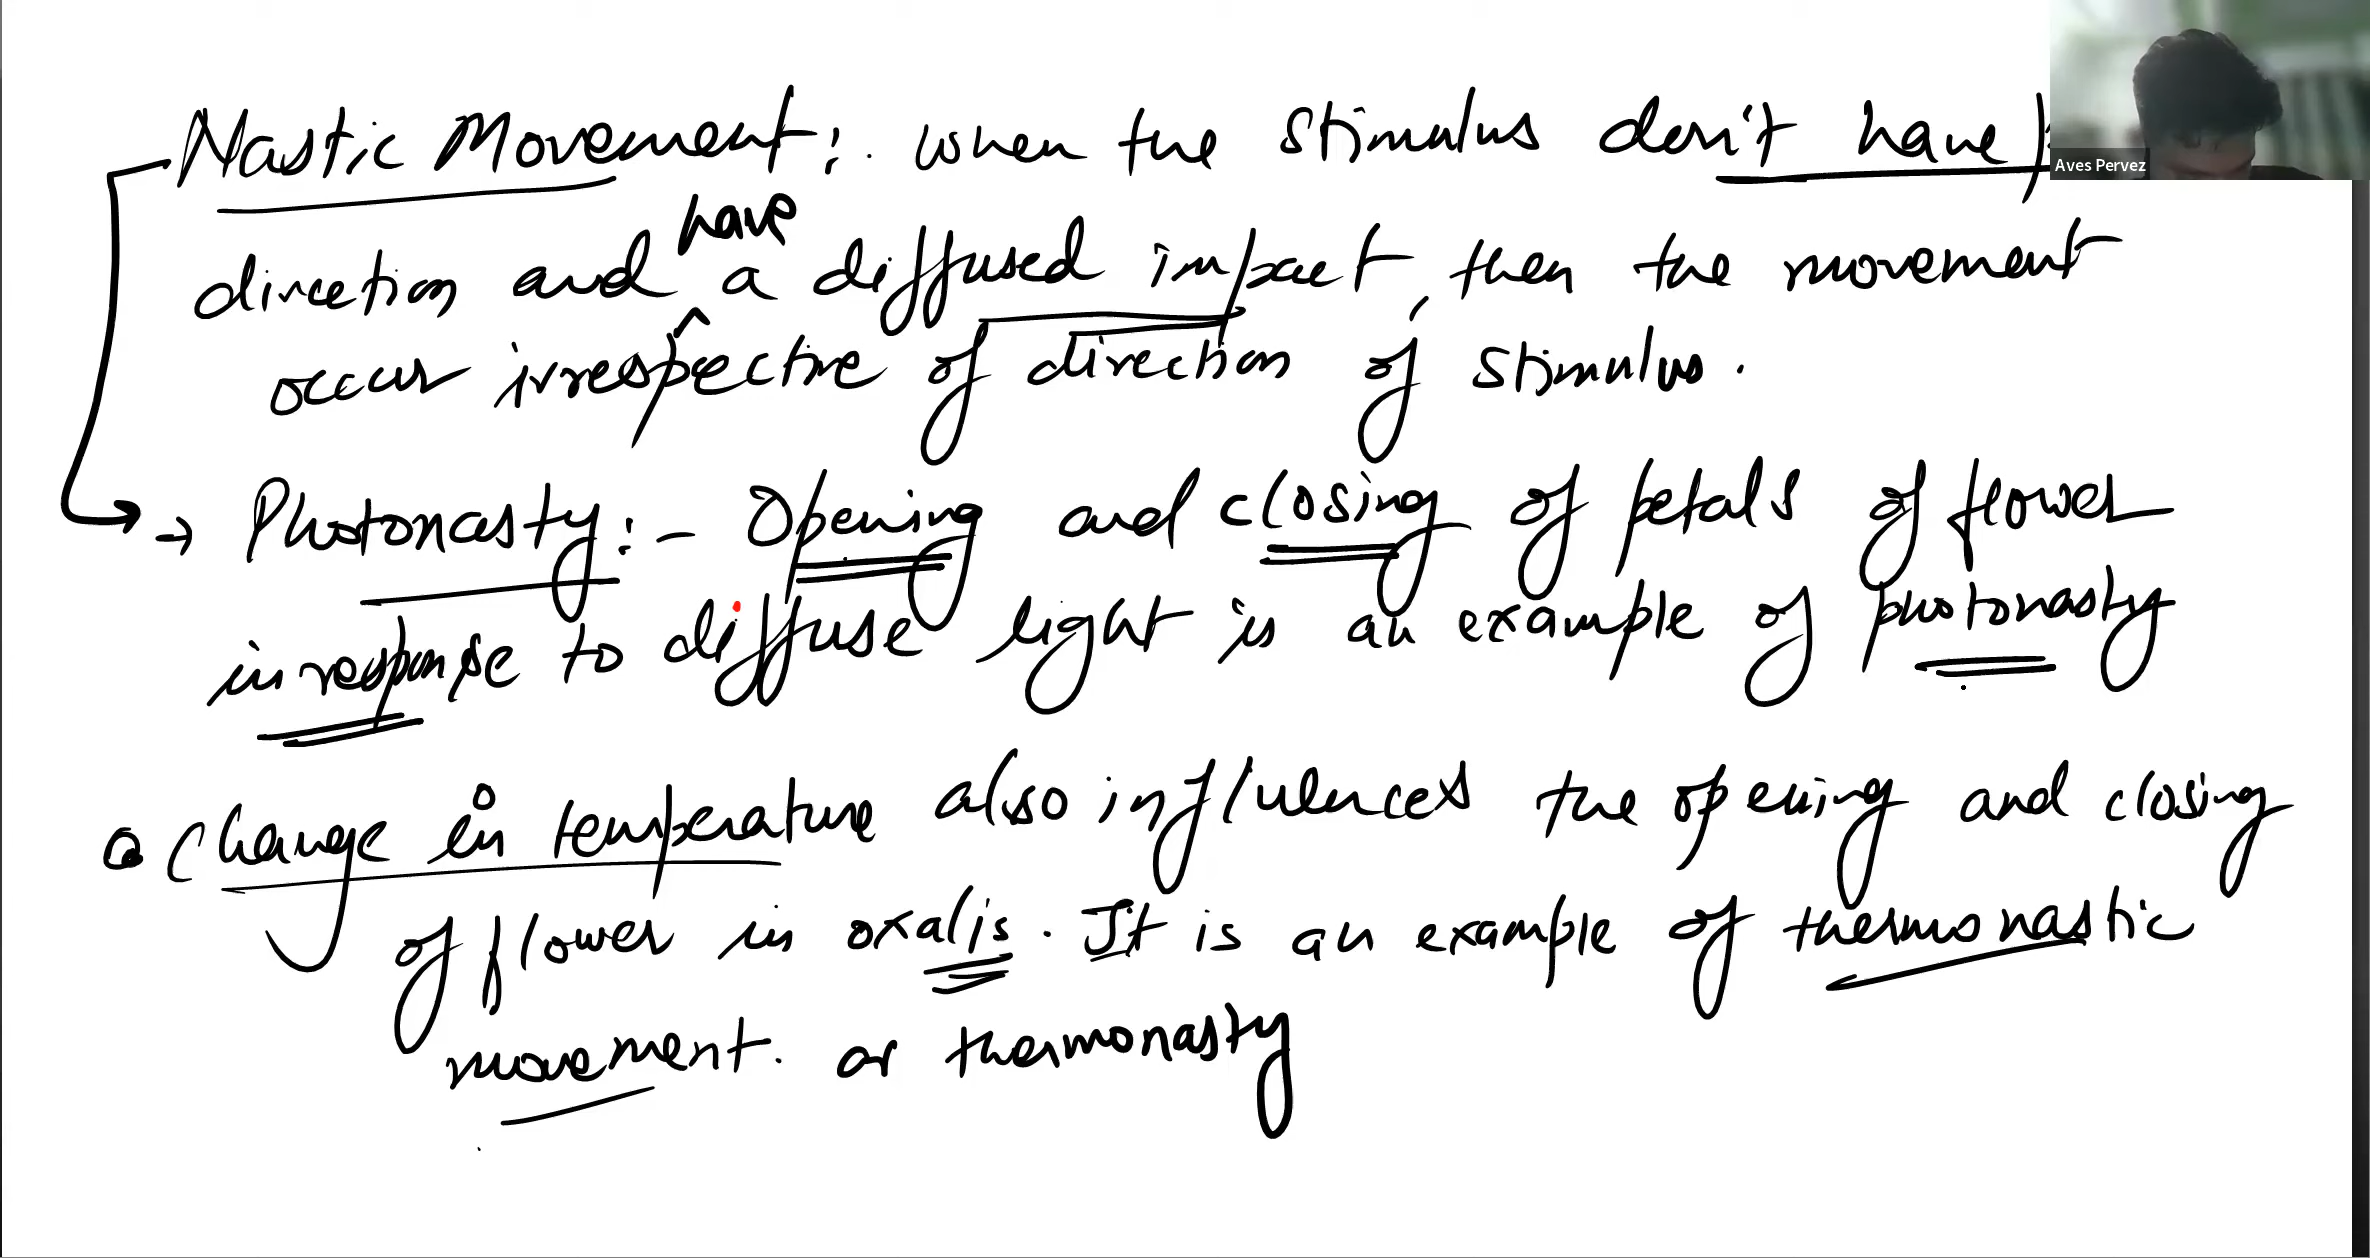 Nastic Movement :. When the stimulus don't have
Aves Pervez
have
direction and a diffused impact, then the movement
occur irrespective of direction of stimulus.
→ Photonasty :- Opening and closing of petals of flower
in response to diffuse light is an example of photonasty
Change in temperature also influences the opening and closing
of flower in oxalis. It is an example of thermonastic
movement. or thermonasty